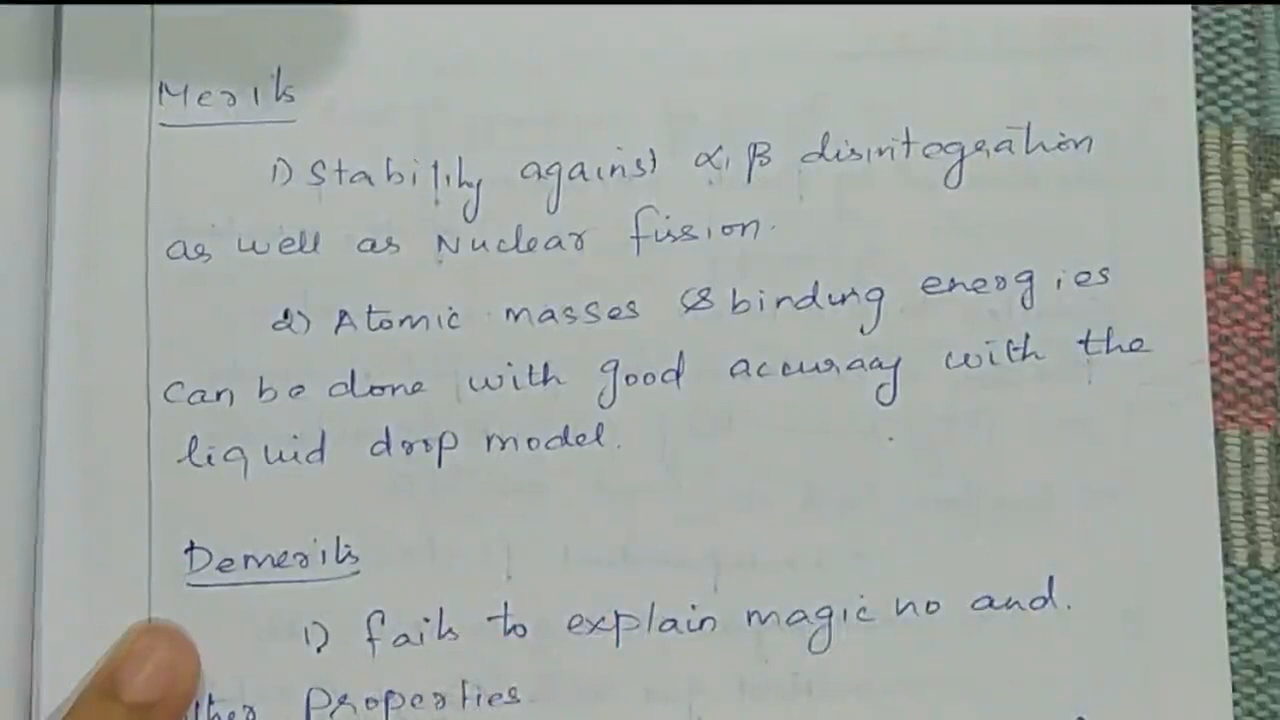 Merits
1) Stability against α, β disintegration
as well as Nuclear fission.
2) Atomic masses & binding energies
can be done with good accuracy with the
liquid drop model.
Demerits
1) fails to explain magic no and.
other Properties.